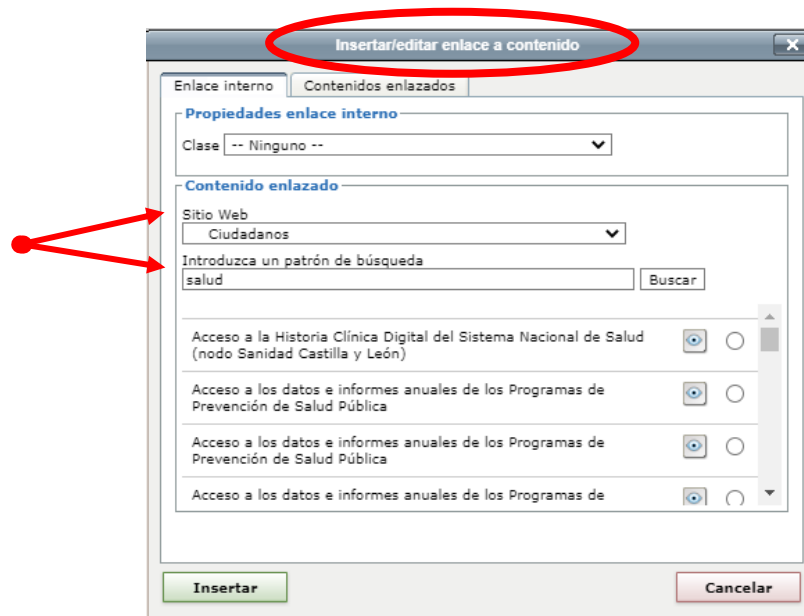 Insertar/editar enlace a contenido
Enlace interno
Contenidos enlazados
Propiedades enlace interno
Clase -- Ninguno --
Contenido enlazado
Sitio Web
Ciudadanos
Introduzca un patrón de búsqueda
salud
Buscar
Acceso a la Historia Clínica Digital del Sistema Nacional de Salud
(nodo Sanidad Castilla y León)
Acceso a los datos e informes anuales de los Programas de
Prevención de Salud Pública
Acceso a los datos e informes anuales de los Programas de
Prevención de Salud Pública
Acceso a los datos e informes anuales de los Programas de
Insertar
Cancelar